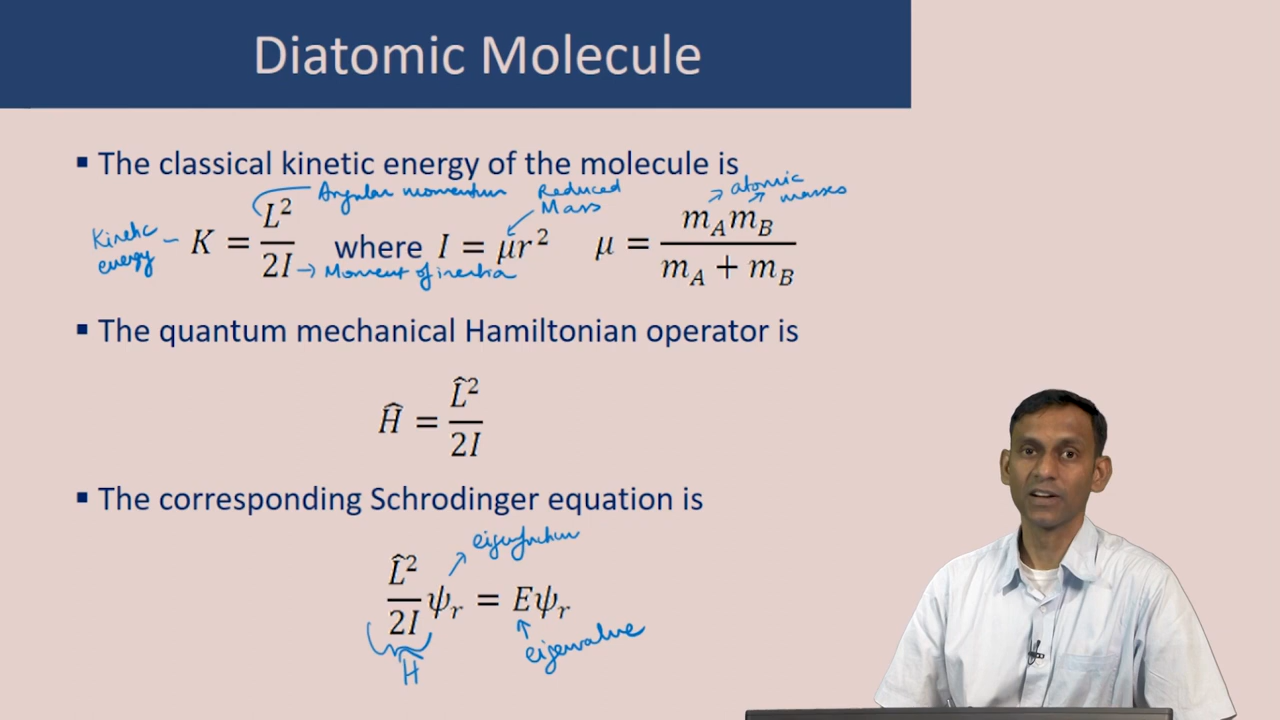 Diatomic Molecule
▪ The classical kinetic energy of the molecule is
Angular momentum
Reduced Mass
→ atomic masses
Kinetic energy – K = L²/2I where I = μr² μ = m_A m_B / (m_A + m_B)
→ Moment of inertia
▪ The quantum mechanical Hamiltonian operator is
Ĥ = L̂²/2I
▪ The corresponding Schrodinger equation is
eigenfunction
L̂²/2I ψ_r = Eψ_r
Ĥ
eigenvalue